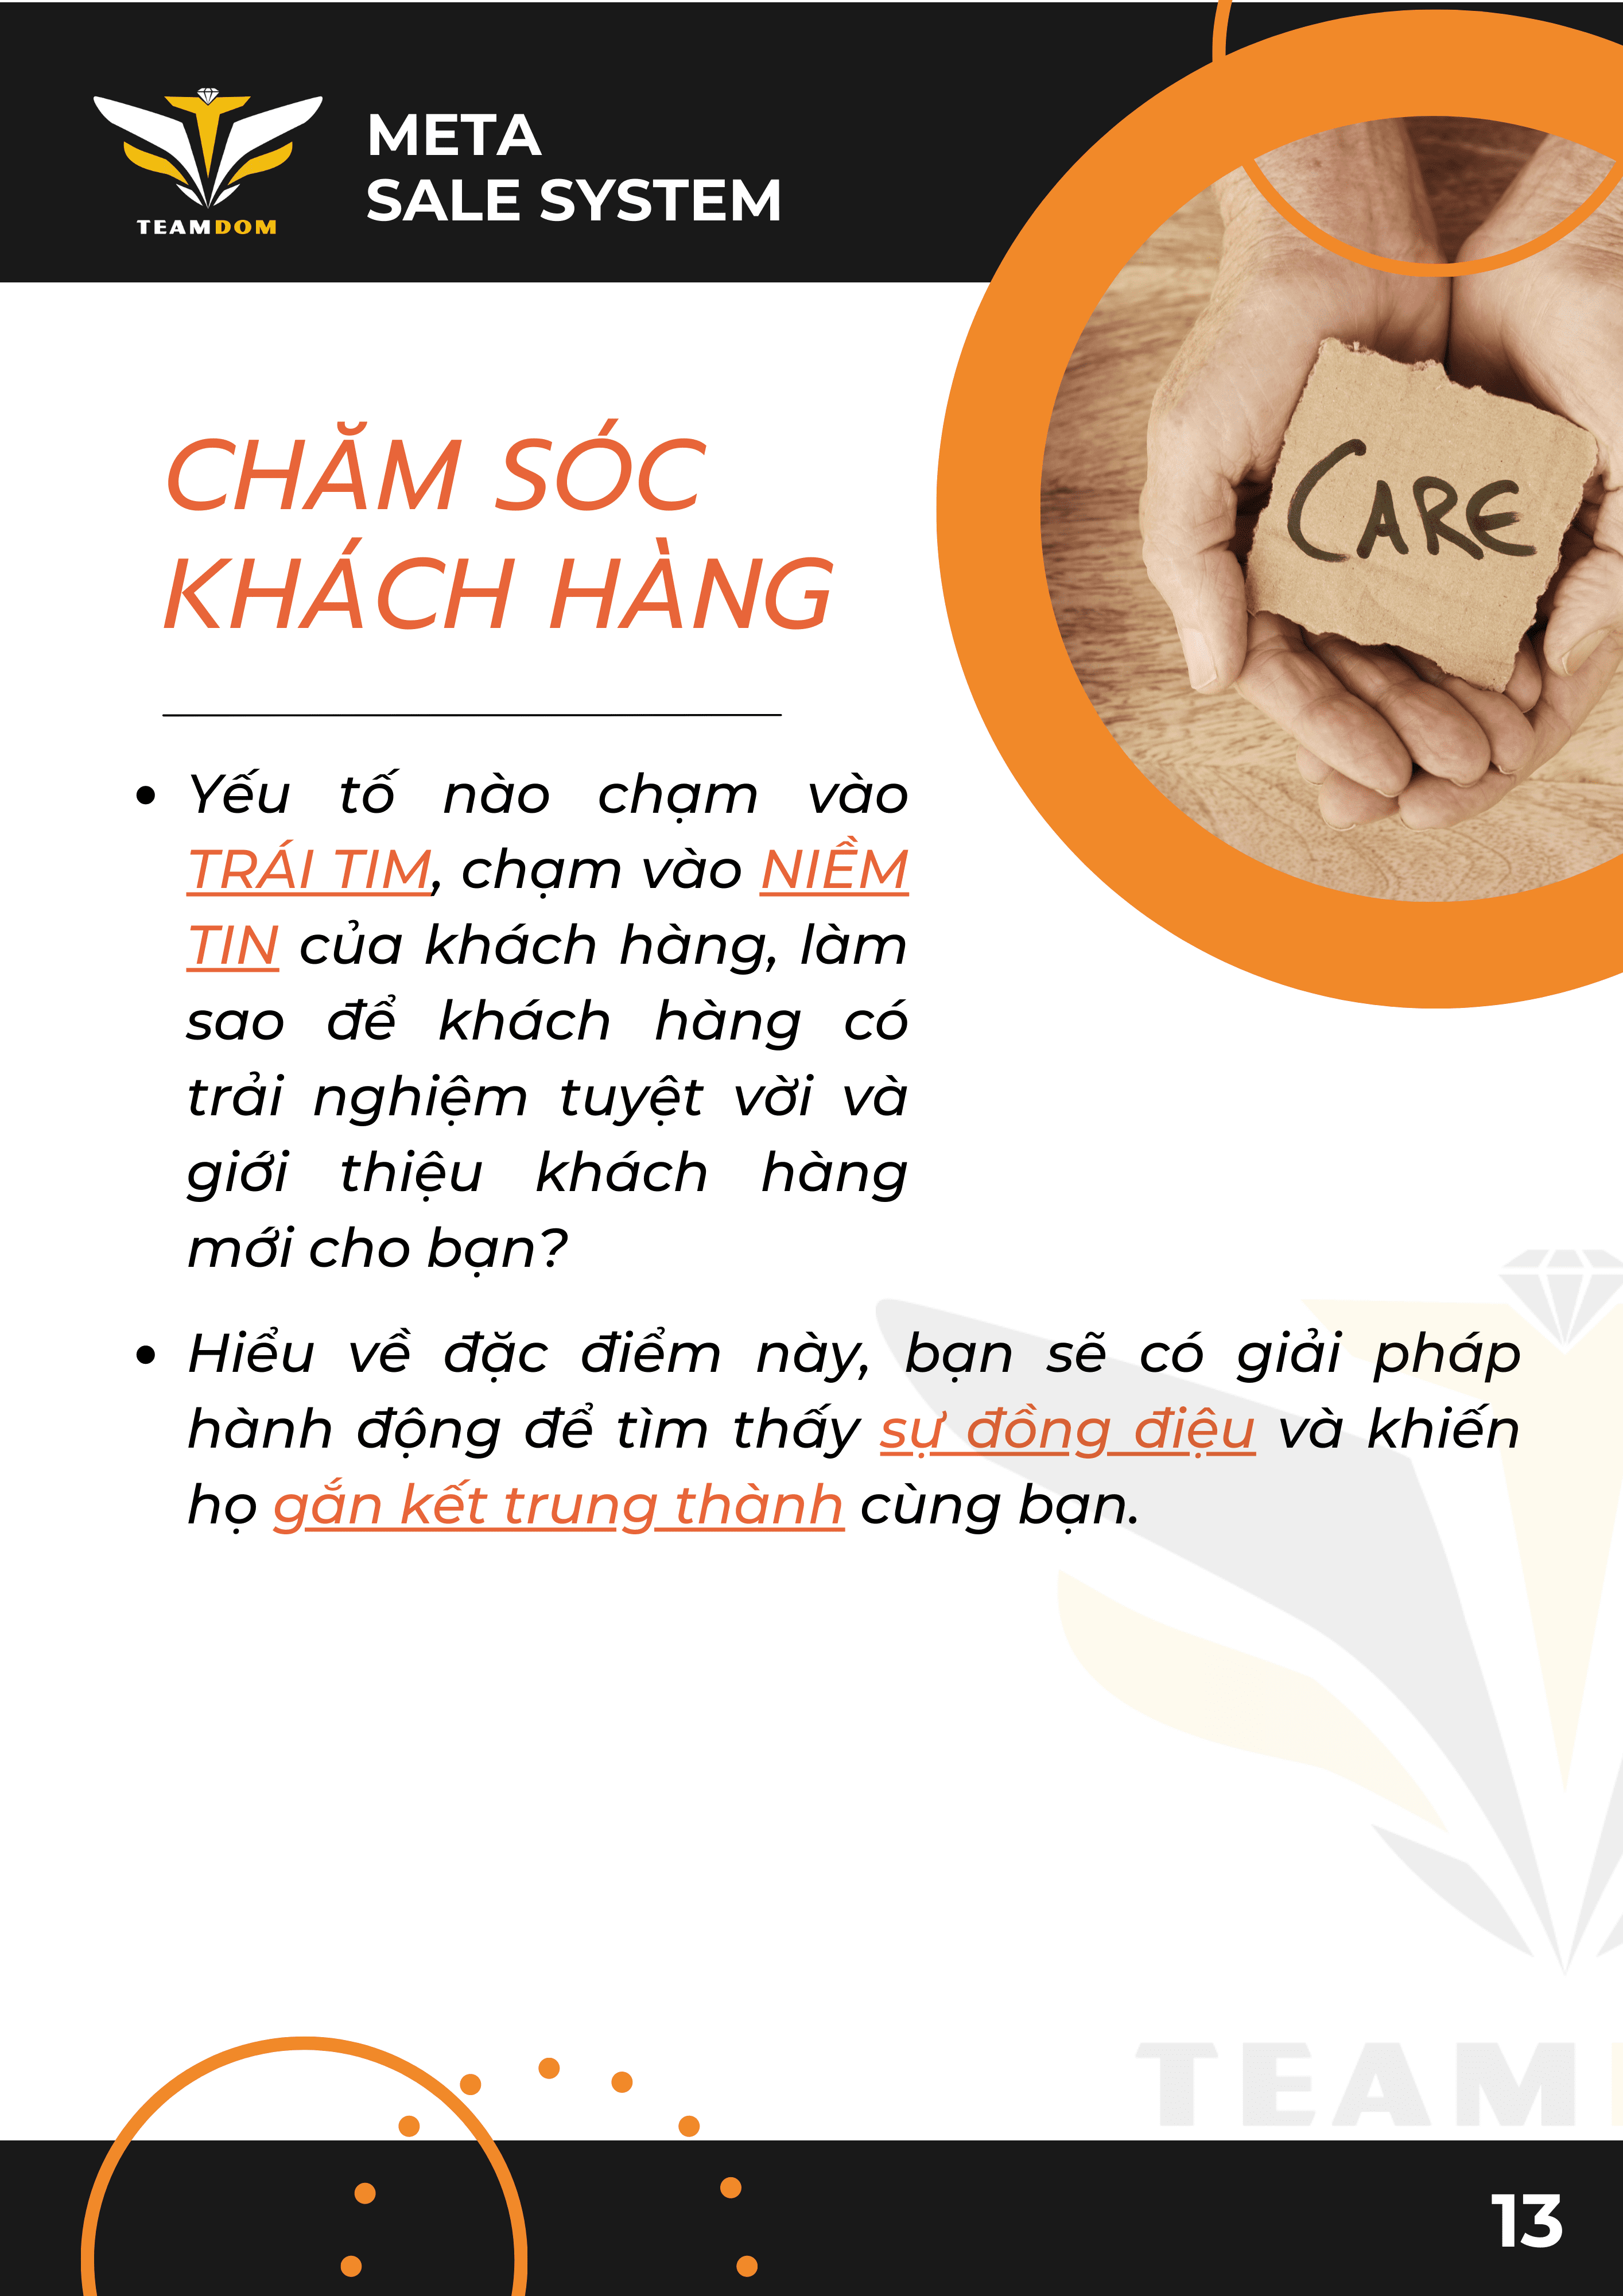 TEAMDOM
META
SALE SYSTEM
CARE
CHĂM SÓC
KHÁCH HÀNG
• Yếu tố nào chạm vào
TRÁI TIM, chạm vào NIỀM
TIN của khách hàng, làm
sao để khách hàng có
trải nghiệm tuyệt vời và
giới thiệu khách hàng
mới cho bạn?
• Hiểu về đặc điểm này, bạn sẽ có giải pháp
hành động để tìm thấy sự đồng điệu và khiến
họ gắn kết trung thành cùng bạn.
TEAM
13